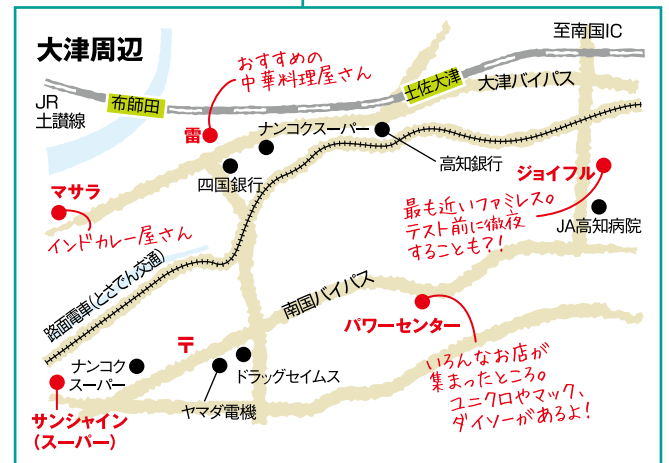 大津周辺
至南国IC
おすすめの
中華料理屋さん
JR
土讃線
布師田
土佐大津
大津バイパス
雷
ナンコクスーパー
高知銀行
四国銀行
ジョイフル
マサラ
インドカレー屋さん
最も近いファミレス。
テスト前に徹夜
することも?!
JA高知病院
路面電車(とさでん交通)
南国バイパス
パワーセンター
〒
いろんなお店が
集まったところ。
ユニクロやマック、
ダイソーがあるよ!
ナンコク
スーパー
ドラッグセイムス
ヤマダ電機
サンシャイン
(スーパー)